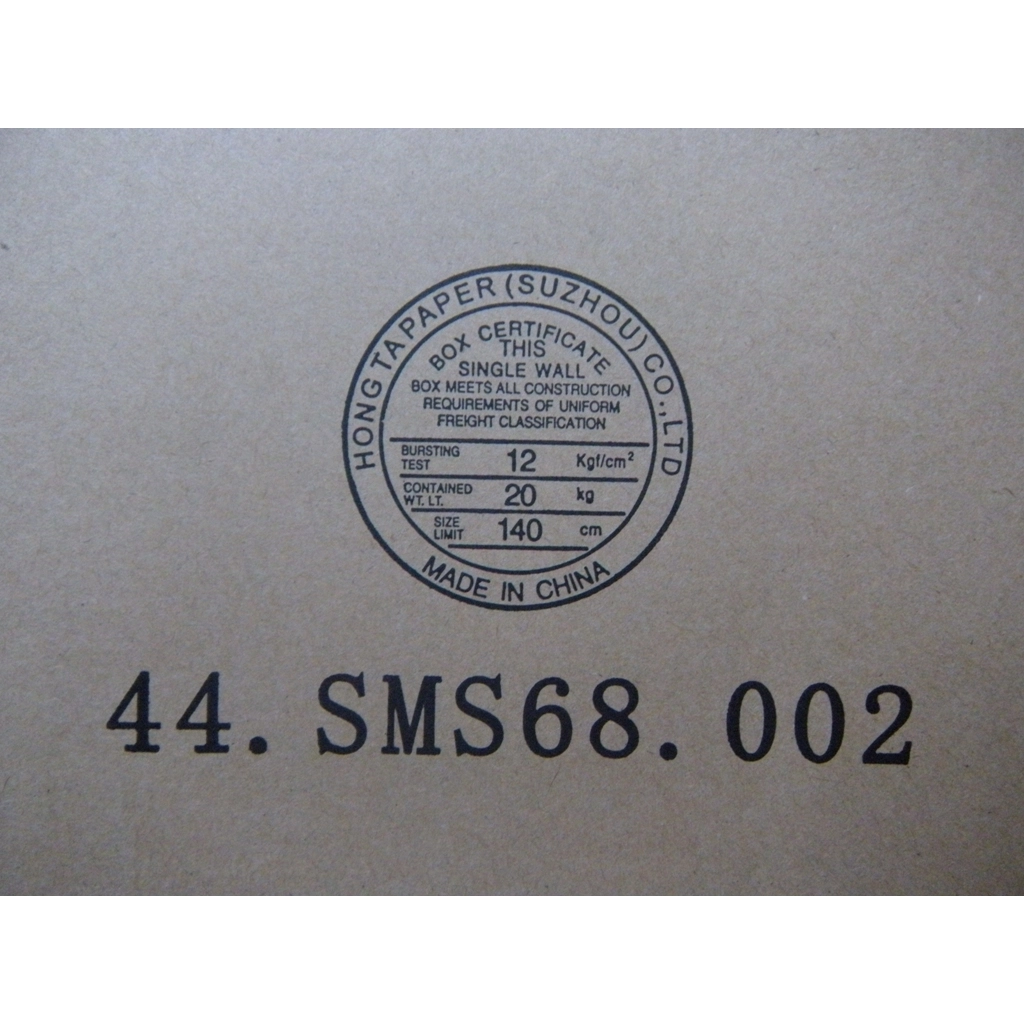 HONG TA PAPER (SUZHOU) CO.,LTD
BOX CERTIFICATE
THIS
SINGLE WALL
BOX MEETS ALL CONSTRUCTION
REQUIREMENTS OF UNIFORM
FREIGHT CLASSIFICATION
BURSTING TEST 12 Kgf/cm²
CONTAINED WT. LT. 20 kg
SIZE LIMIT 140 cm
MADE IN CHINA
44.SMS68.002